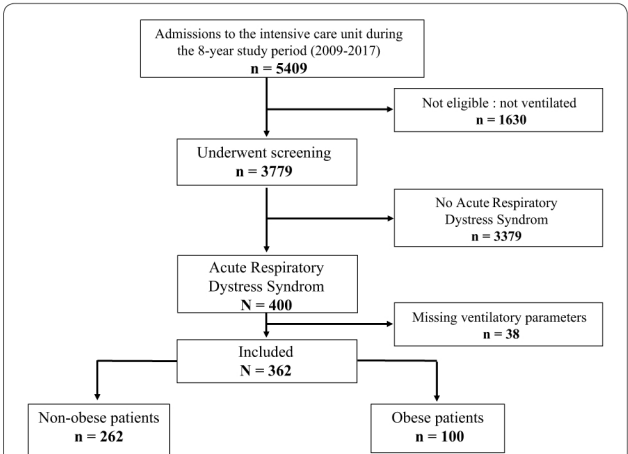 Admissions to the intensive care unit during
the 8-year study period (2009-2017)
n = 5409
Not eligible : not ventilated
n = 1630
Underwent screening
n = 3779
No Acute Respiratory
Dystress Syndrom
n = 3379
Acute Respiratory
Dystress Syndrom
N = 400
Missing ventilatory parameters
n = 38
Included
N = 362
Non-obese patients
n = 262
Obese patients
n = 100